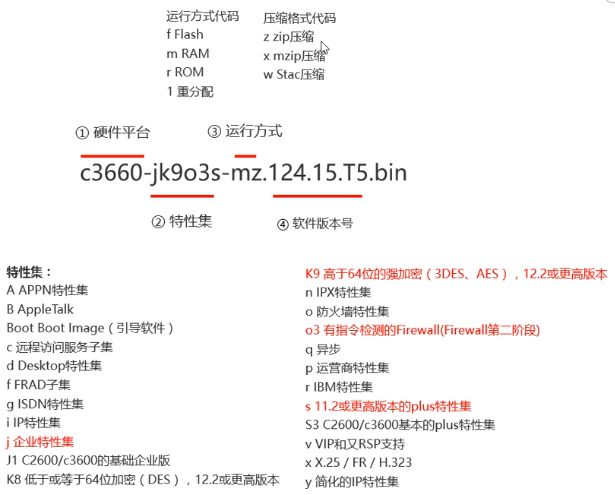 运行方式代码
f Flash
m RAM
r ROM
1 重分配
压缩格式代码
z zip压缩
x mzip压缩
w Stac压缩
① 硬件平台
③ 运行方式
c3660-jk9o3s-mz.124.15.T5.bin
② 特性集
④ 软件版本号
特性集：
A APPN特性集
B AppleTalk
Boot Boot Image（引导软件）
c 远程访问服务子集
d Desktop特性集
f FRAD子集
g ISDN特性集
i IP特性集
j 企业特性集
J1 C2600/c3600的基础企业版
K8 低于或等于64位加密（DES），12.2或更高版本
K9 高于64位的强加密（3DES、AES），12.2或更高版本
n IPX特性集
o 防火墙特性集
o3 有指令检测的Firewall(Firewall第二阶段)
q 异步
p 运营商特性集
r IBM特性集
s 11.2或更高版本的plus特性集
S3 C2600/c3600基本的plus特性集
v VIP和又RSP支持
x X.25 / FR / H.323
y 简化的IP特性集